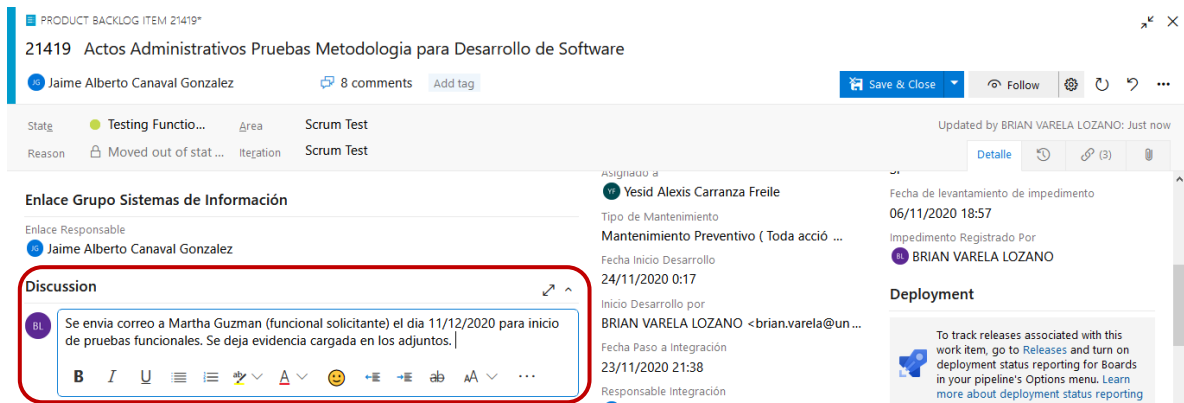 PRODUCT BACKLOG ITEM 21419*
21419 Actos Administrativos Pruebas Metodologia para Desarrollo de Software
JG Jaime Alberto Canaval Gonzalez
8 comments
Add tag
Save & Close
Follow
State
Testing Functio...
Area
Scrum Test
Updated by BRIAN VARELA LOZANO: Just now
Reason
Moved out of stat ...
Iteration
Scrum Test
Detalle
(3)
Enlace Grupo Sistemas de Información
Enlace Responsable
JG Jaime Alberto Canaval Gonzalez
Discussion
BL
Se envia correo a Martha Guzman (funcional solicitante) el dia 11/12/2020 para inicio
de pruebas funcionales. Se deja evidencia cargada en los adjuntos.
B I U ab A ab AA ...
Asignado a
YF Yesid Alexis Carranza Freile
Tipo de Mantenimiento
Mantenimiento Preventivo ( Toda acció ...
Fecha Inicio Desarrollo
24/11/2020 0:17
Inicio Desarrollo por
BRIAN VARELA LOZANO <brian.varela@un ...
Fecha Paso a Integración
23/11/2020 21:38
Responsable Integración
Fecha de levantamiento de impedimento
06/11/2020 18:57
Impedimento Registrado Por
BL BRIAN VARELA LOZANO
Deployment
To track releases associated with this
work item, go to Releases and turn on
deployment status reporting for Boards
in your pipeline's Options menu. Learn
more about deployment status reporting